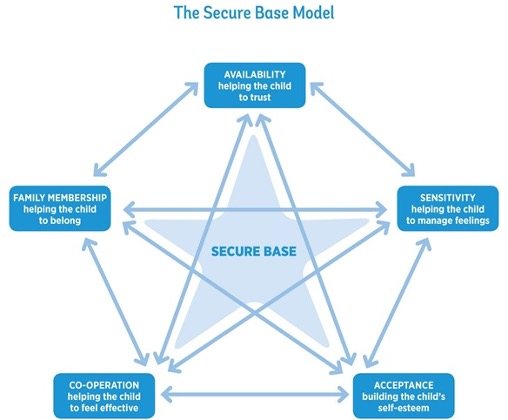 The Secure Base Model
AVAILABILITY
helping the child
to trust
FAMILY MEMBERSHIP
helping the child
to belong
SENSITIVITY
helping the child
to manage feelings
SECURE BASE
CO-OPERATION
helping the child
to feel effective
ACCEPTANCE
building the child's
self-esteem